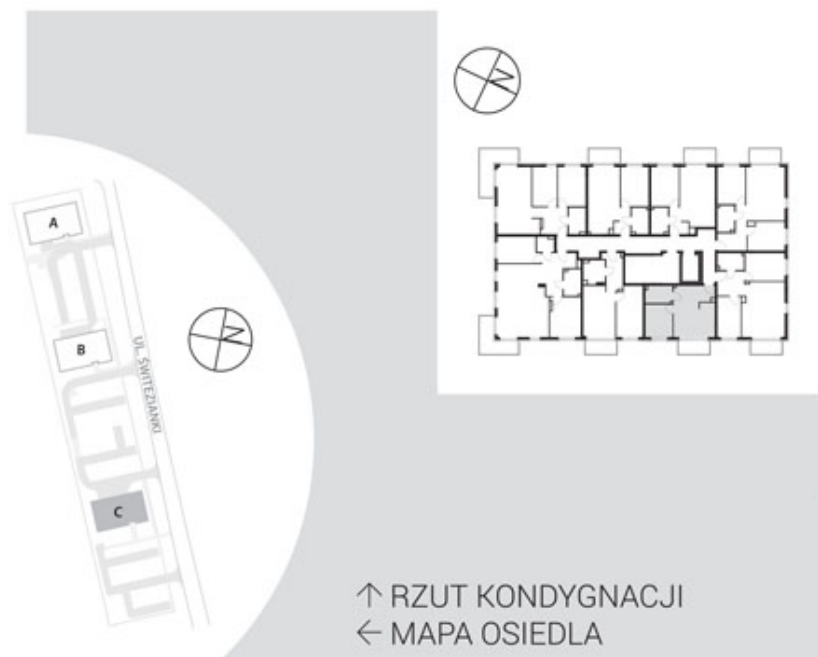 N
A
N
B
UL. ŚWITEZIANKI
C
↑ RZUT KONDYGNACJI
← MAPA OSIEDLA